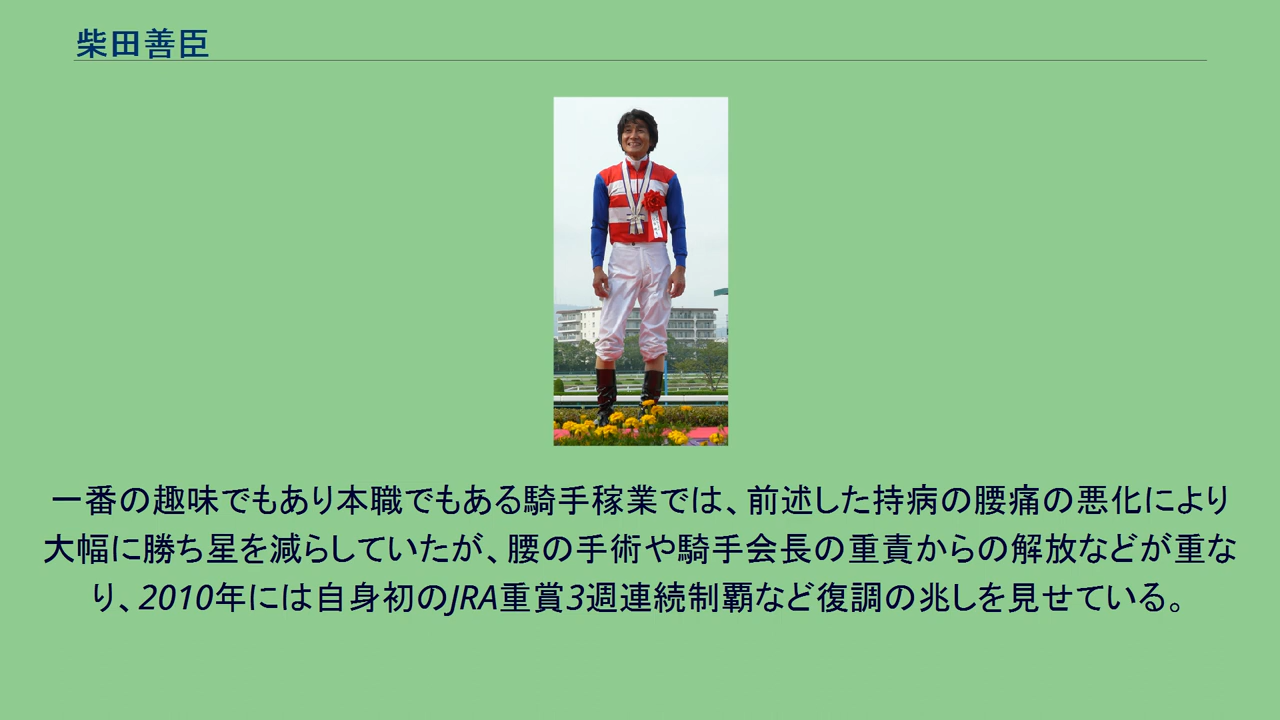 柴田善臣
一番の趣味でもあり本職でもある騎手稼業では、前述した持病の腰痛の悪化により
大幅に勝ち星を減らしていたが、腰の手術や騎手会長の重責からの解放などが重な
り、2010年には自身初のJRA重賞3週連続制覇など復調の兆しを見せている。